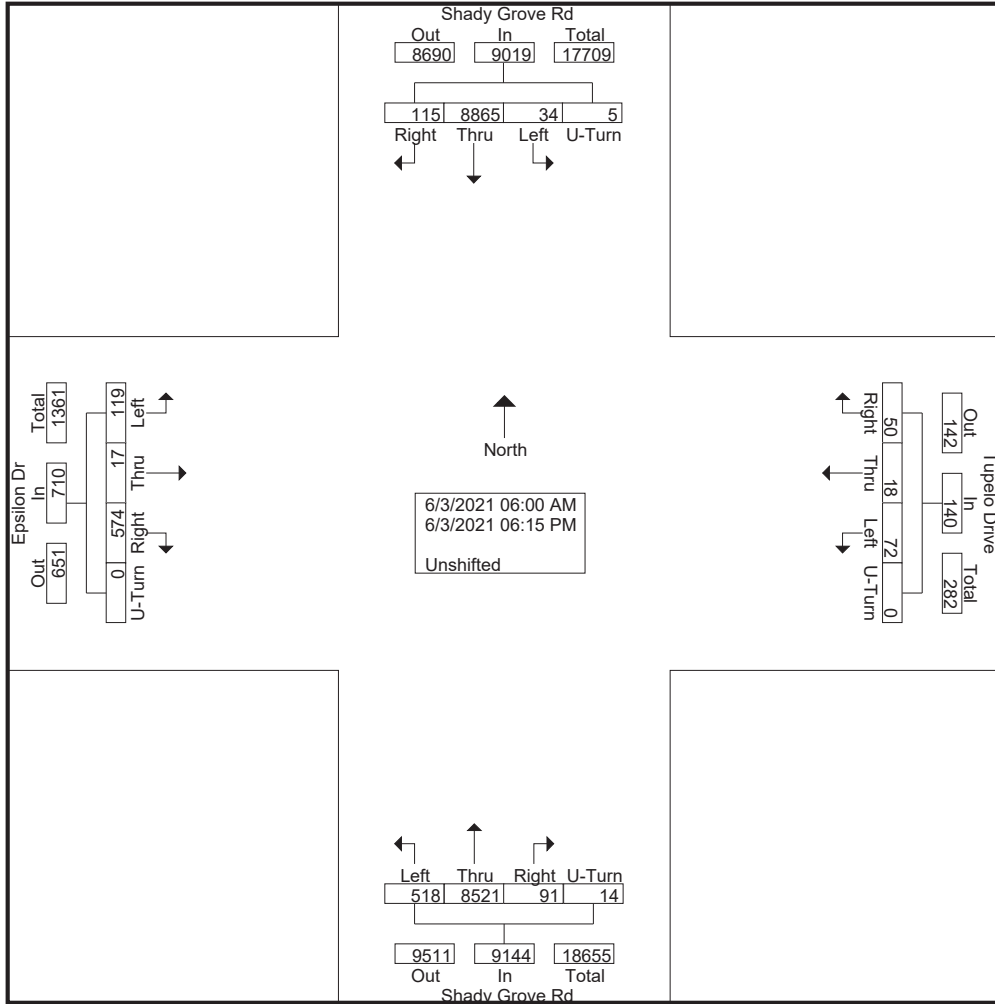 Shady Grove Rd
Out In Total
8690 9019 17709
115 8865 34 5
Right Thru Left U-Turn
Epsilon Dr
Total In Out
1361 710 651
119 17 574 0
Left Thru Right U-Turn
North
6/3/2021 06:00 AM
6/3/2021 06:15 PM
Unshifted
Right Thru Left U-Turn
50 18 72 0
Out In Total
142 140 282
Tupelo Drive
Left Thru Right U-Turn
518 8521 91 14
9511 9144 18655
Out In Total
Shady Grove Rd